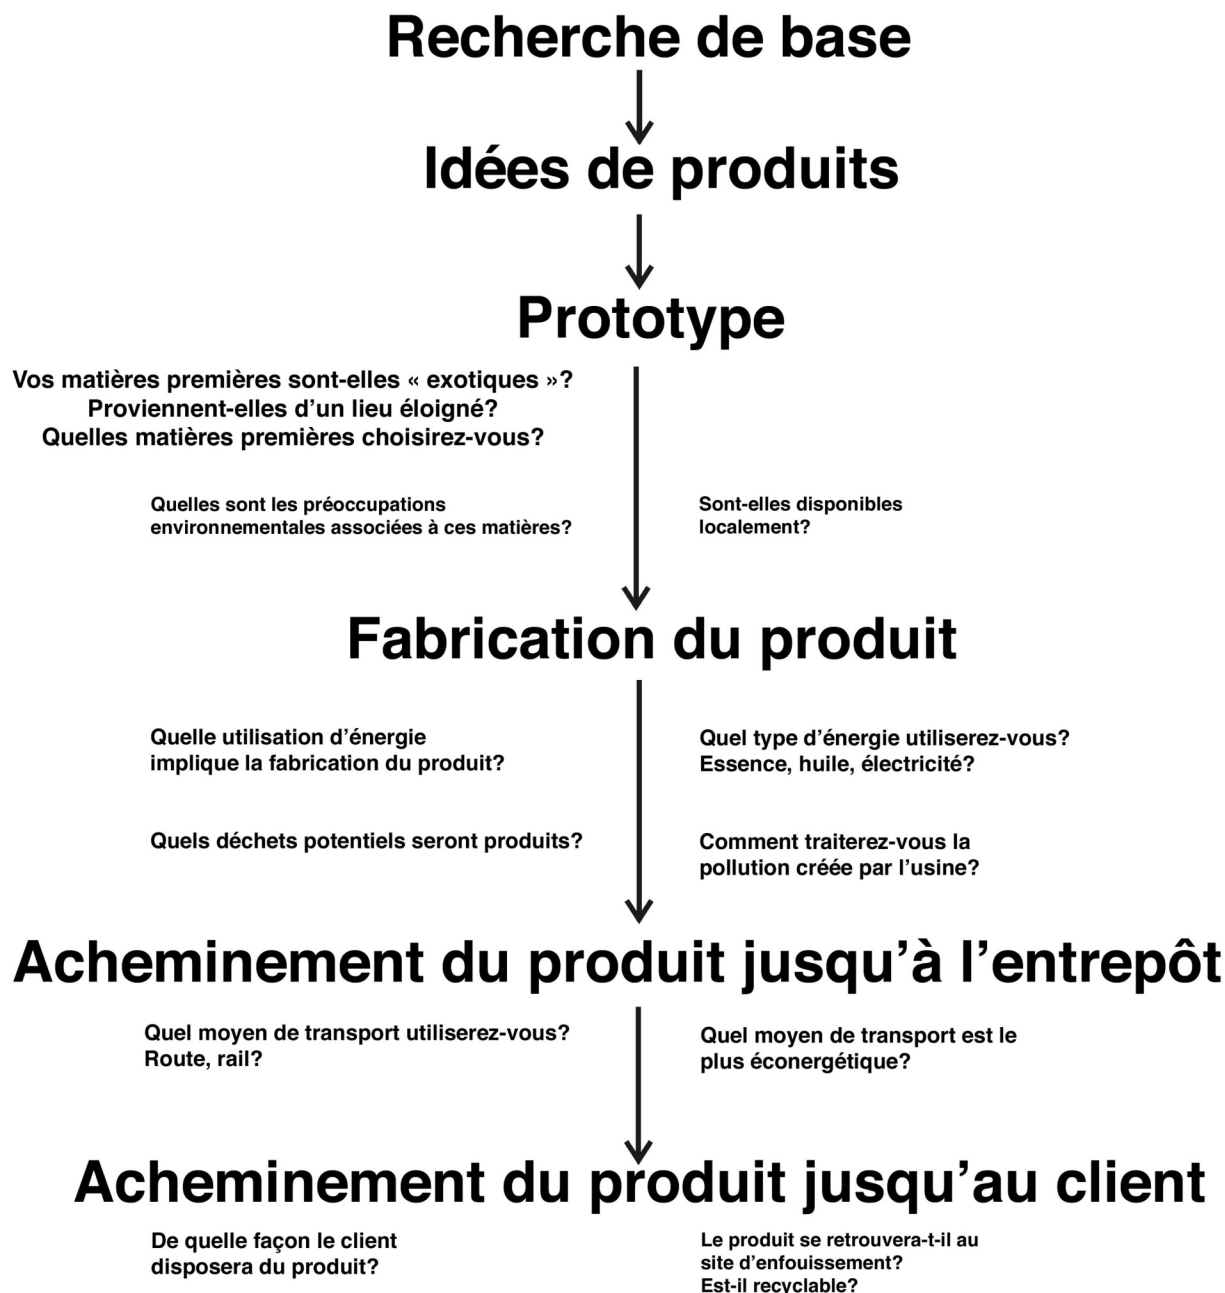 Recherche de base
Idées de produits
Prototype
Vos matières premières sont-elles « exotiques »?
Proviennent-elles d’un lieu éloigné?
Quelles matières premières choisirez-vous?
Quelles sont les préoccupations
environnementales associées à ces matières?
Sont-elles disponibles
localement?
Fabrication du produit
Quelle utilisation d’énergie
implique la fabrication du produit?
Quel type d’énergie utiliserez-vous?
Essence, huile, électricité?
Quels déchets potentiels seront produits?
Comment traiterez-vous la
pollution créée par l’usine?
Acheminement du produit jusqu’à l’entrepôt
Quel moyen de transport utiliserez-vous?
Route, rail?
Quel moyen de transport est le
plus éconergétique?
Acheminement du produit jusqu’au client
De quelle façon le client
disposera du produit?
Le produit se retrouvera-t-il au
site d’enfouissement?
Est-il recyclable?